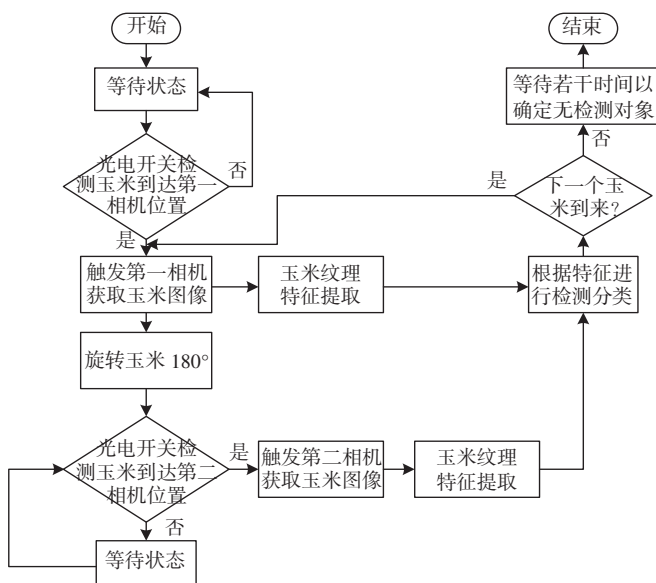 开始
等待状态
光电开关检
测玉米到达第一
相机位置
否
是
触发第一相机
获取玉米图像
玉米纹理
特征提取
旋转玉米 180°
光电开关检
测玉米到达第二
相机位置
是
否
等待状态
触发第二相机
获取玉米图像
玉米纹理
特征提取
根据特征进
行检测分类
下一个玉
米到来?
是
否
等待若干时间以
确定无检测对象
结束